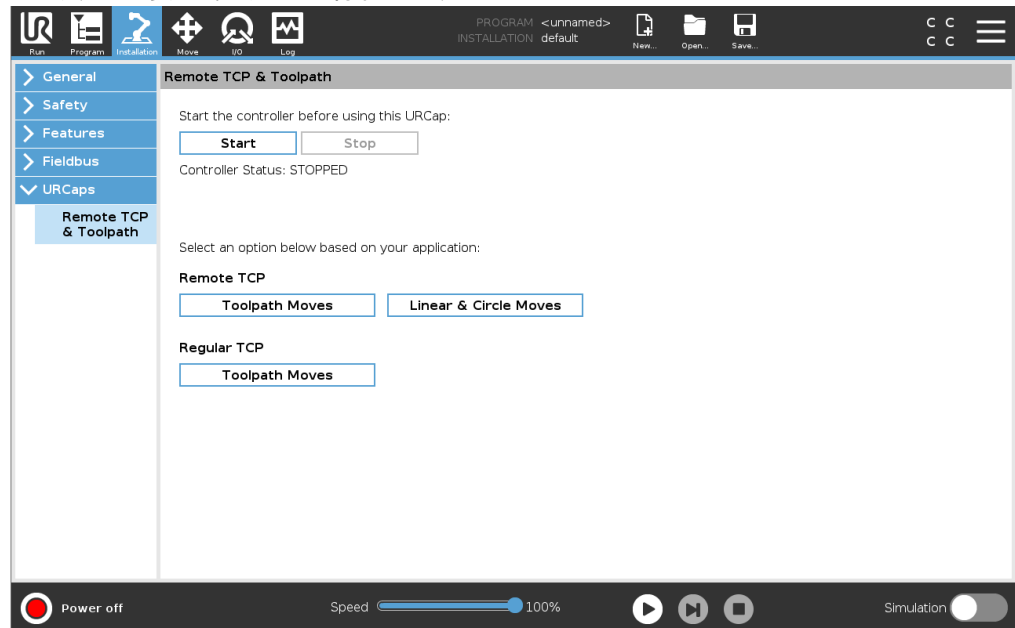 PROGRAM <unnamed>
INSTALLATION default
UR
Run Program Installation Move I/O Log New... Open... Save...
C C
C C
General
Safety
Features
Fieldbus
URCaps
Remote TCP
& Toolpath
Remote TCP & Toolpath
Start the controller before using this URCap:
Start Stop
Controller Status: STOPPED
Select an option below based on your application:
Remote TCP
Toolpath Moves Linear & Circle Moves
Regular TCP
Toolpath Moves
Power off Speed 100% Simulation